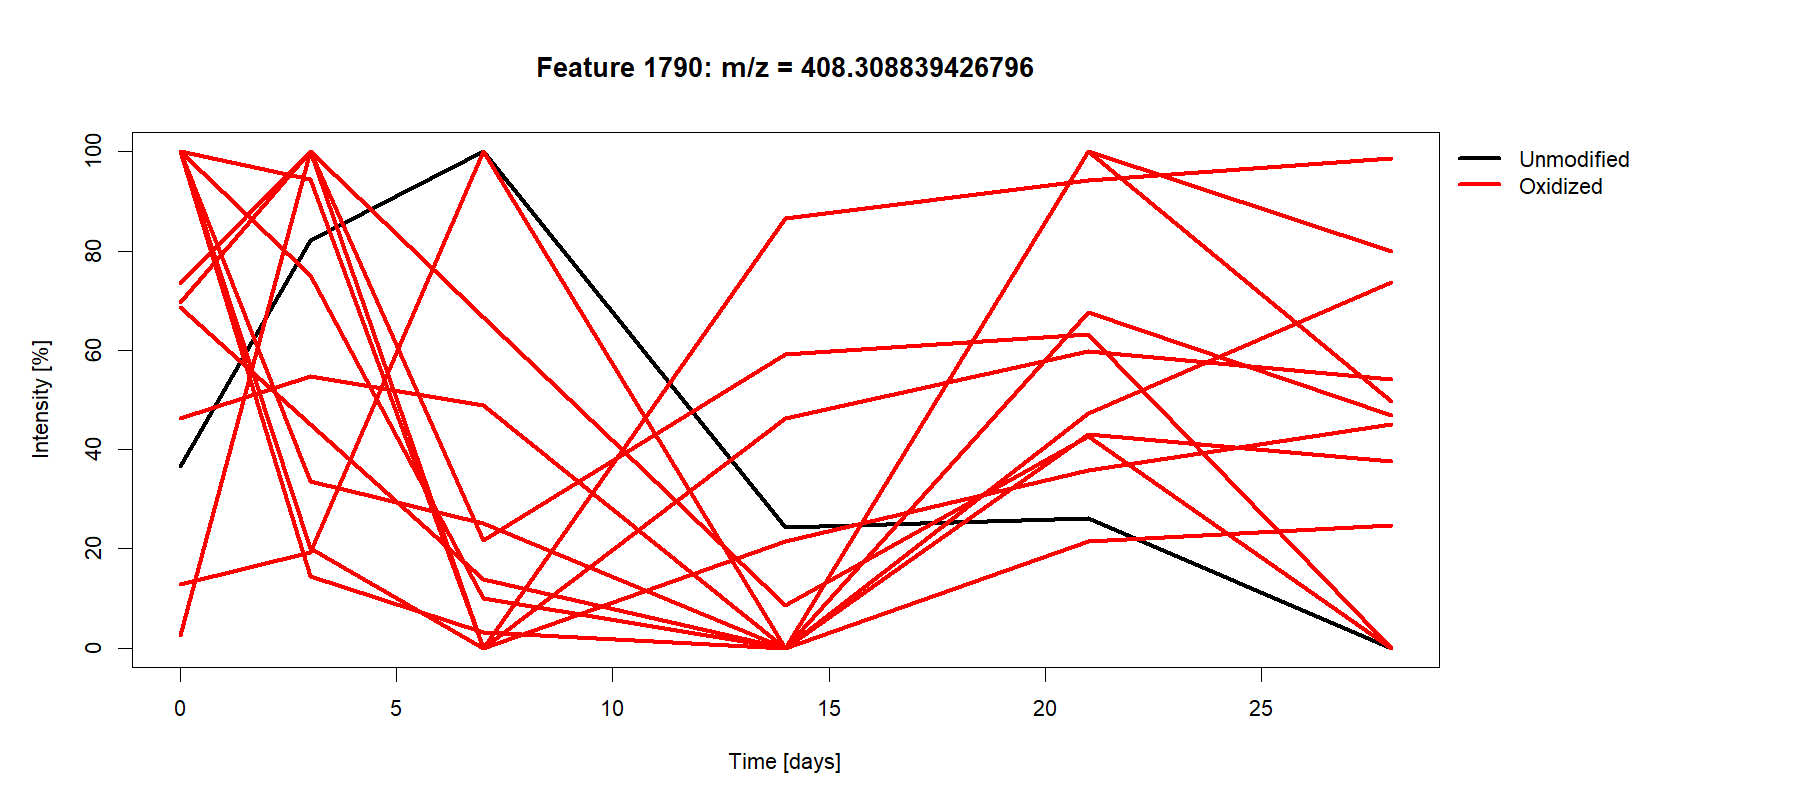 Feature 1790: m/z = 408.308839426796
Unmodified
Oxidized
Intensity [%]
100
80
60
40
20
0
0 5 10 15 20 25
Time [days]